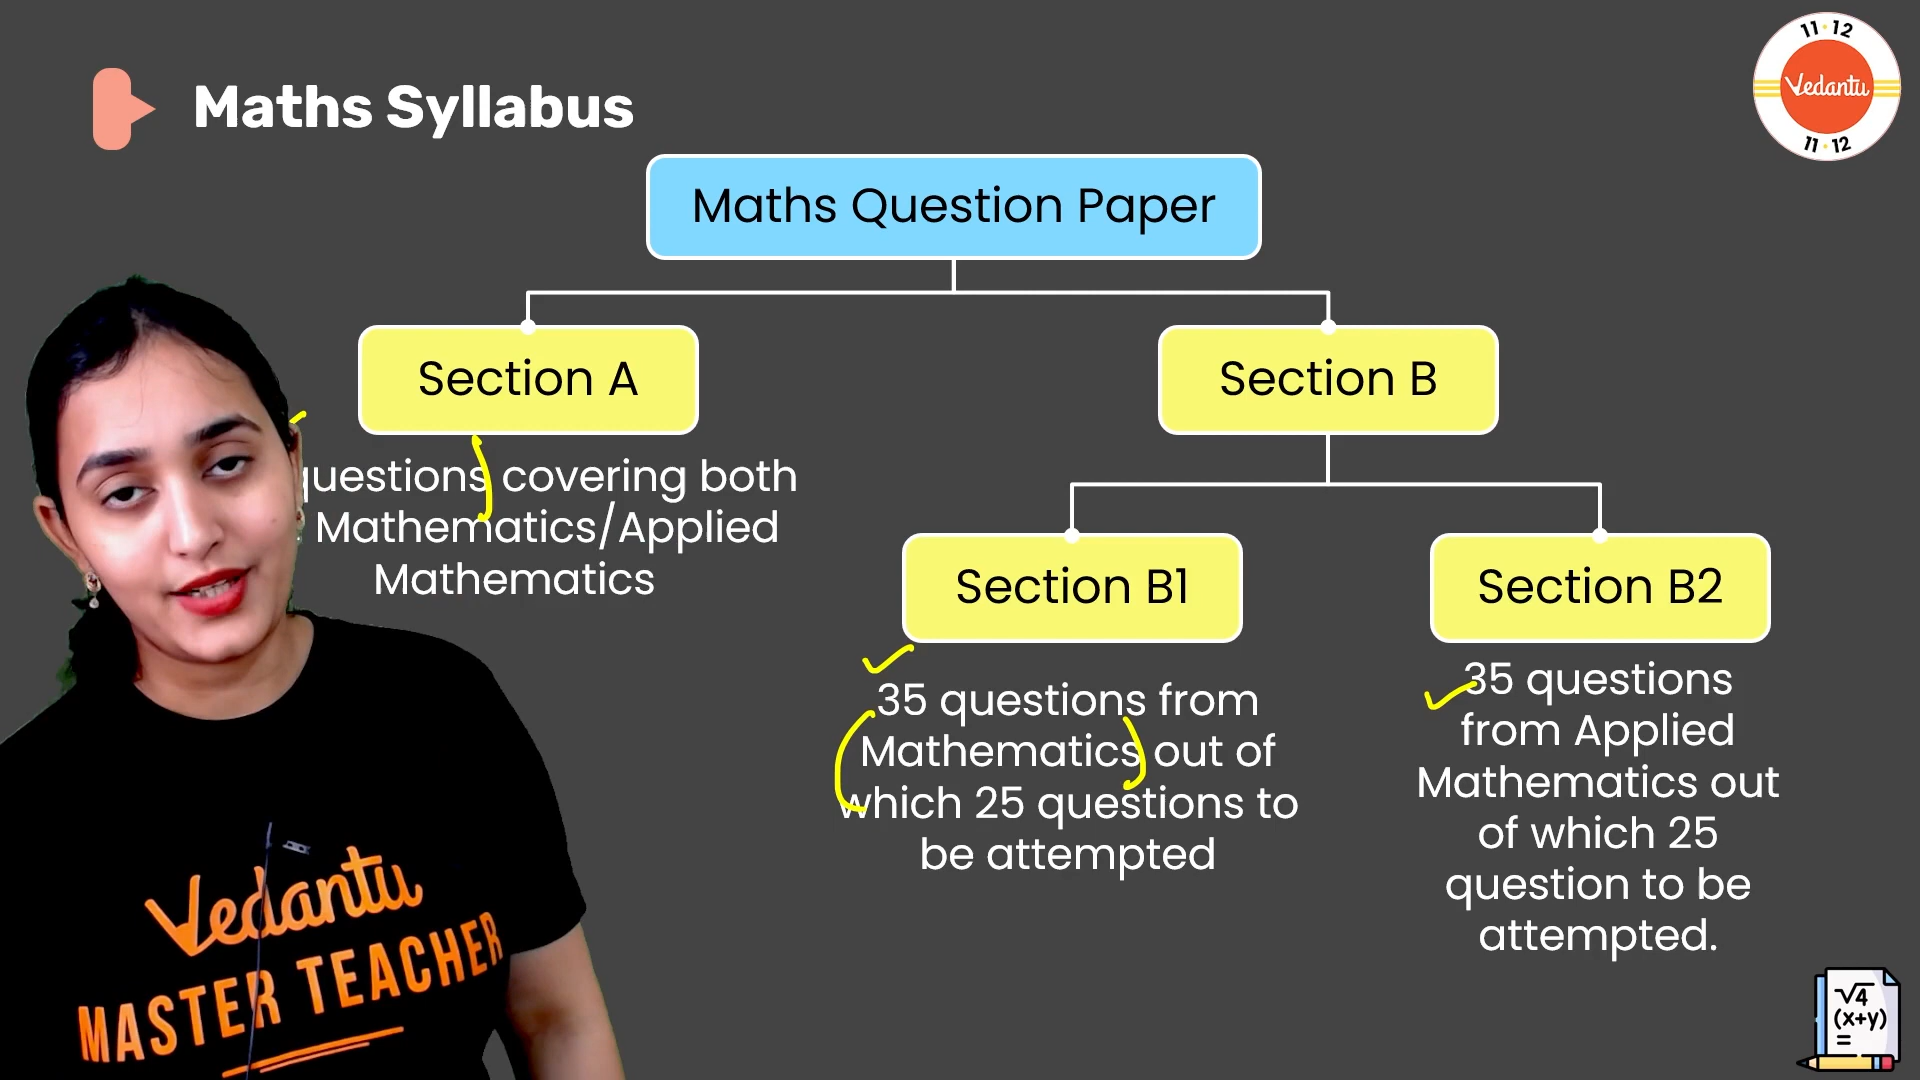 11·12
Vedantu
11·12
Maths Syllabus
Maths Question Paper
Section A
Section B
questions covering both
Mathematics/Applied
Mathematics
Section B1
Section B2
35 questions from
Mathematics out of
which 25 questions to
be attempted
35 questions
from Applied
Mathematics out
of which 25
question to be
attempted.
Vedantu
MASTER TEACHER
√4
(x+y)
=